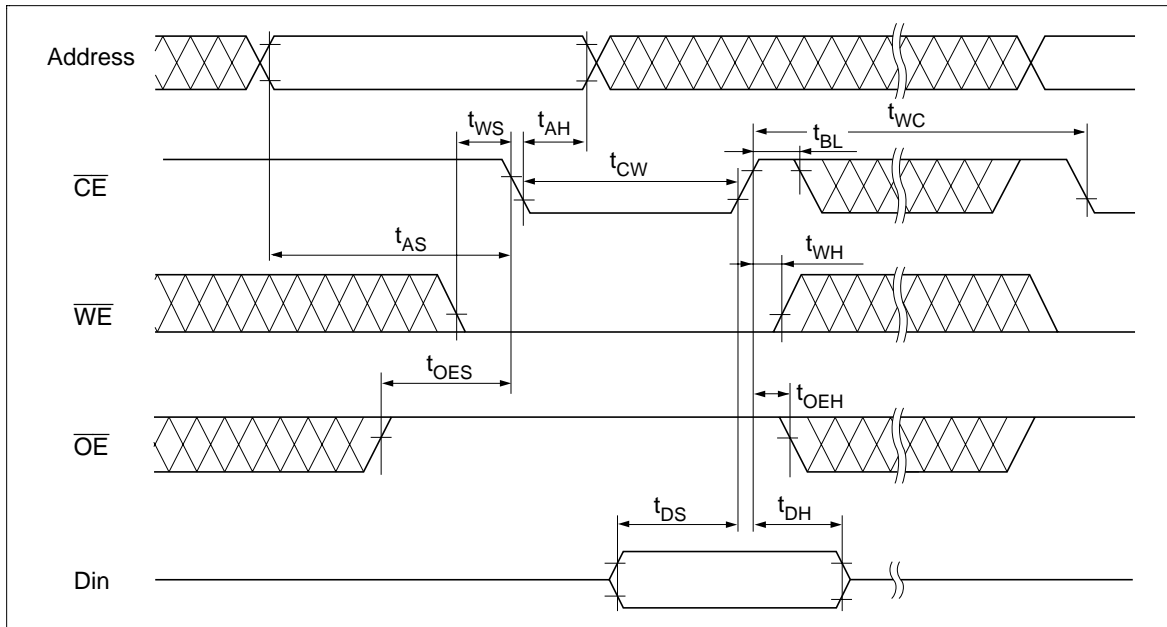 Address
tWC
tWS
tAH
tBL
tCW
CE
tAS
tWH
WE
tOES
tOEH
OE
tDS
tDH
Din